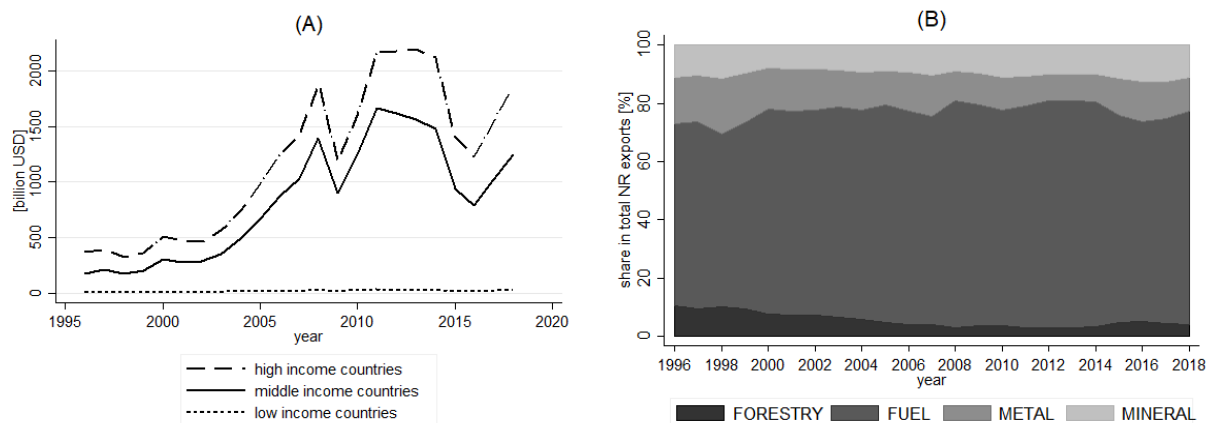 (A)
[billion USD]
2000
1500
1000
500
0
1995 2000 2005 2010 2015 2020
year
high income countries
middle income countries
low income countries
(B)
share in total NR exports [%]
100
80
60
40
20
0
1996 1998 2000 2002 2004 2006 2008 2010 2012 2014 2016 2018
year
FORESTRY FUEL METAL MINERAL